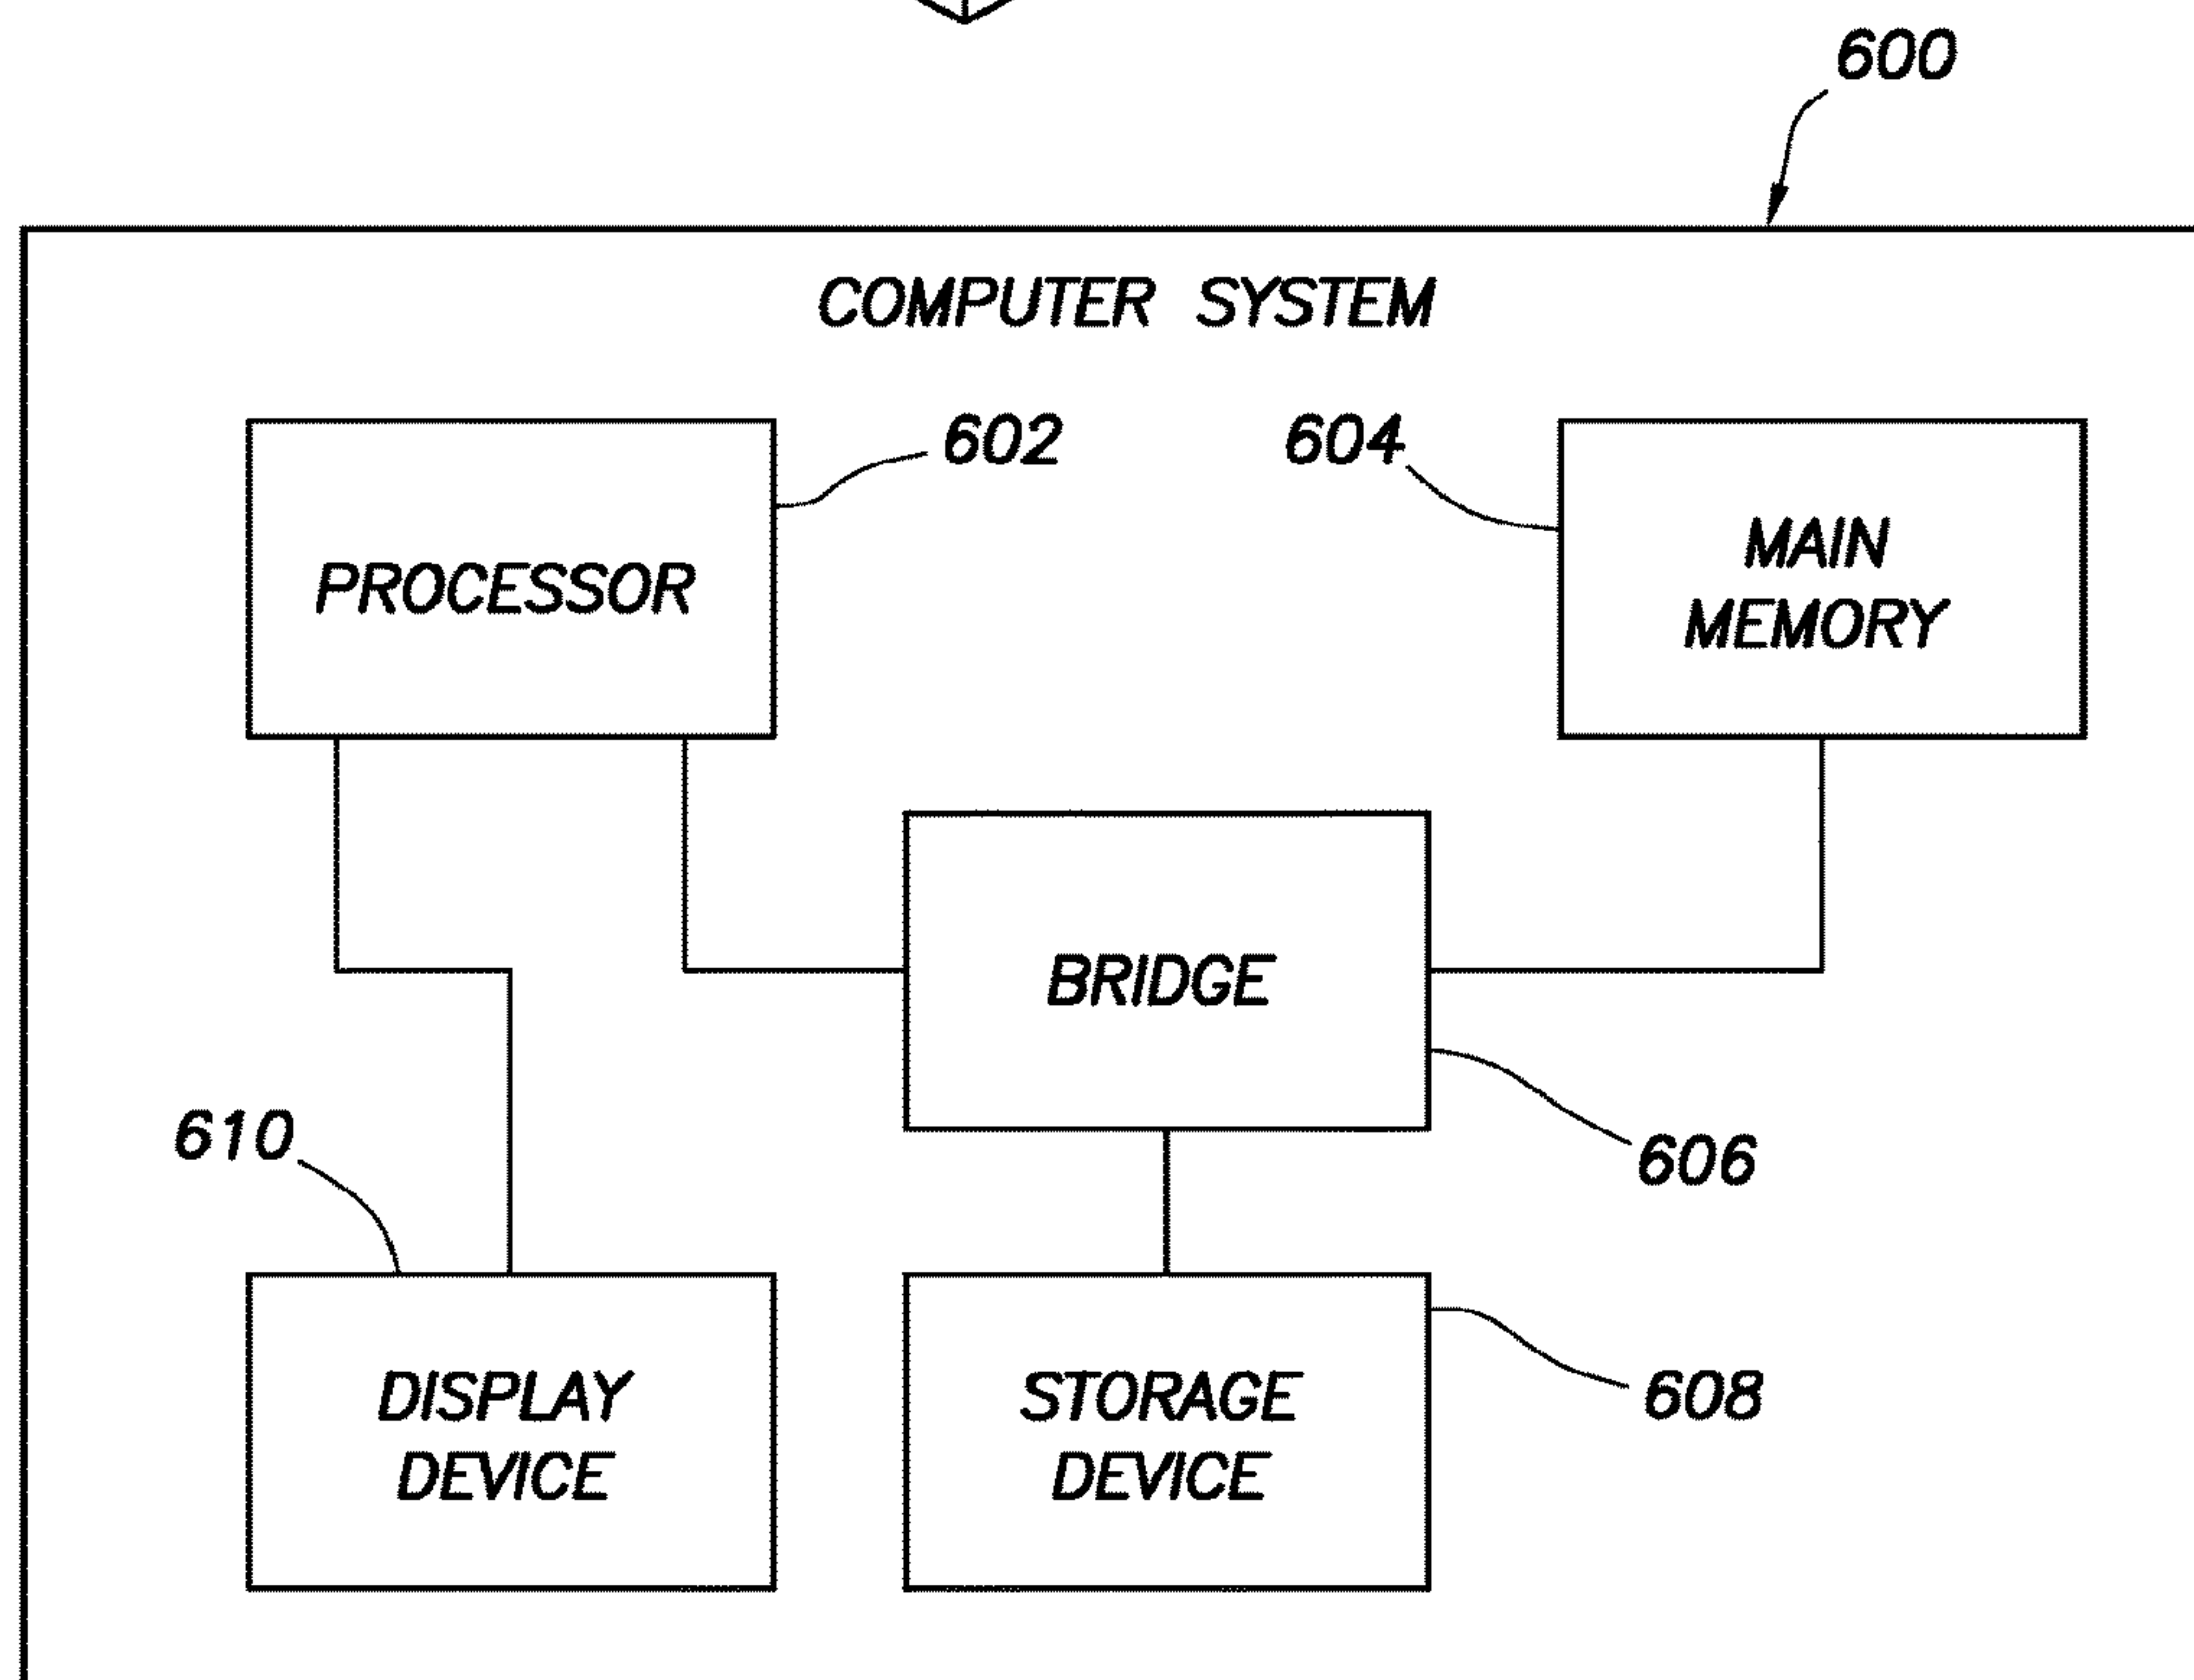 600
COMPUTER SYSTEM
602
604
PROCESSOR
MAIN
MEMORY
BRIDGE
610
606
DISPLAY
DEVICE
STORAGE
DEVICE
608